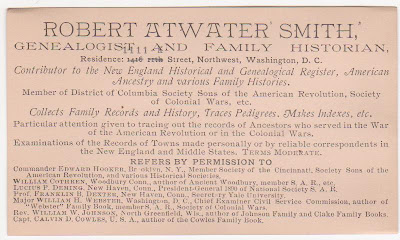 ROBERT ATWATER SMITH,
GENEALOGIST AND FAMILY HISTORIAN,
Residence: 1416 11th Street, Northwest, Washington, D. C.
Contributor to the New England Historical and Genealogical Register, American
Ancestry and various Family Histories.
Member of District of Columbia Society Sons of the American Revolution, Society
of Colonial Wars, etc.
Collects Family Records and History, Traces Pedigrees. Makes Indexes, etc.
Particular attention given to tracing out the records of Ancestors who served in the War
of the American Revolution or in the Colonial Wars.
Examinations of the Records of Towns made personally or by reliable correspondents in
the New England and Middle States. TERMS MODERATE.
REFERS BY PERMISSION TO
Commander EDWARD HOOKER, Brooklyn, N. Y., Member Society of the Cincinnati, Society Sons of the
American Revolution, and various Historical Societies.
WILLIAM COTHREN, Woodbury Conn., author of Ancient Woodbury, member S. A. R., etc.
LUCIUS P. DEMING, New Haven, Conn., President-General 1890 of National Society S. A. R.
Prof. FRANKLIN B. DEXTER, New Haven, Conn., Secretary Yale University.
Major WILLIAM H. WEBSTER, Washington, D. C., Chief Examiner Civil Service Commission, author of
"Webster" Family Book, member S. A. R., Society of Colonial Wars.
Rev. WILLIAM W. JOHNSON, North Greenfield, Wis., author of Johnson Family and Clarke Family Books.
Capt. CALVIN D. COWLES, U. S. A., author of the Cowles Family Book.